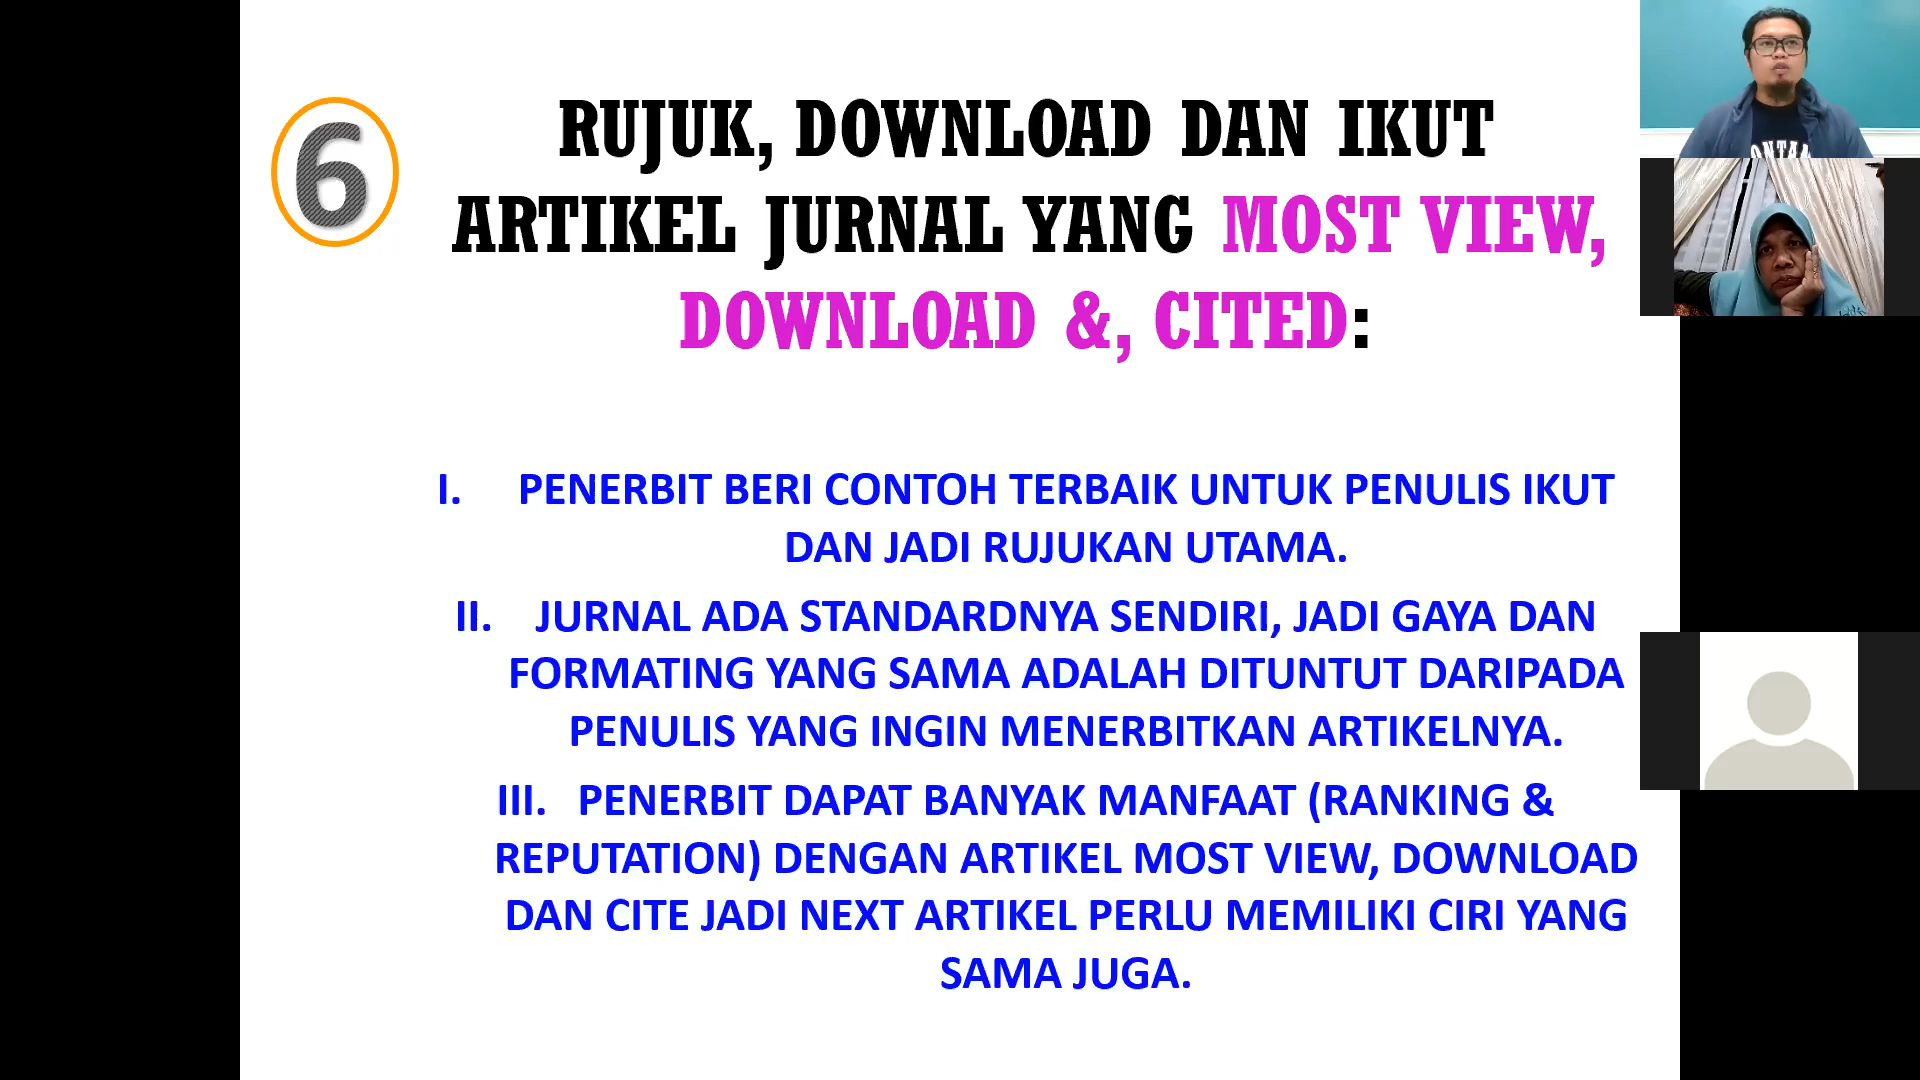 6
RUJUK, DOWNLOAD DAN IKUT
ARTIKEL JURNAL YANG MOST VIEW,
DOWNLOAD &, CITED:
I. PENERBIT BERI CONTOH TERBAIK UNTUK PENULIS IKUT
DAN JADI RUJUKAN UTAMA.
II. JURNAL ADA STANDARDNYA SENDIRI, JADI GAYA DAN
FORMATING YANG SAMA ADALAH DITUNTUT DARIPADA
PENULIS YANG INGIN MENERBITKAN ARTIKELNYA.
III. PENERBIT DAPAT BANYAK MANFAAT (RANKING &
REPUTATION) DENGAN ARTIKEL MOST VIEW, DOWNLOAD
DAN CITE JADI NEXT ARTIKEL PERLU MEMILIKI CIRI YANG
SAMA JUGA.